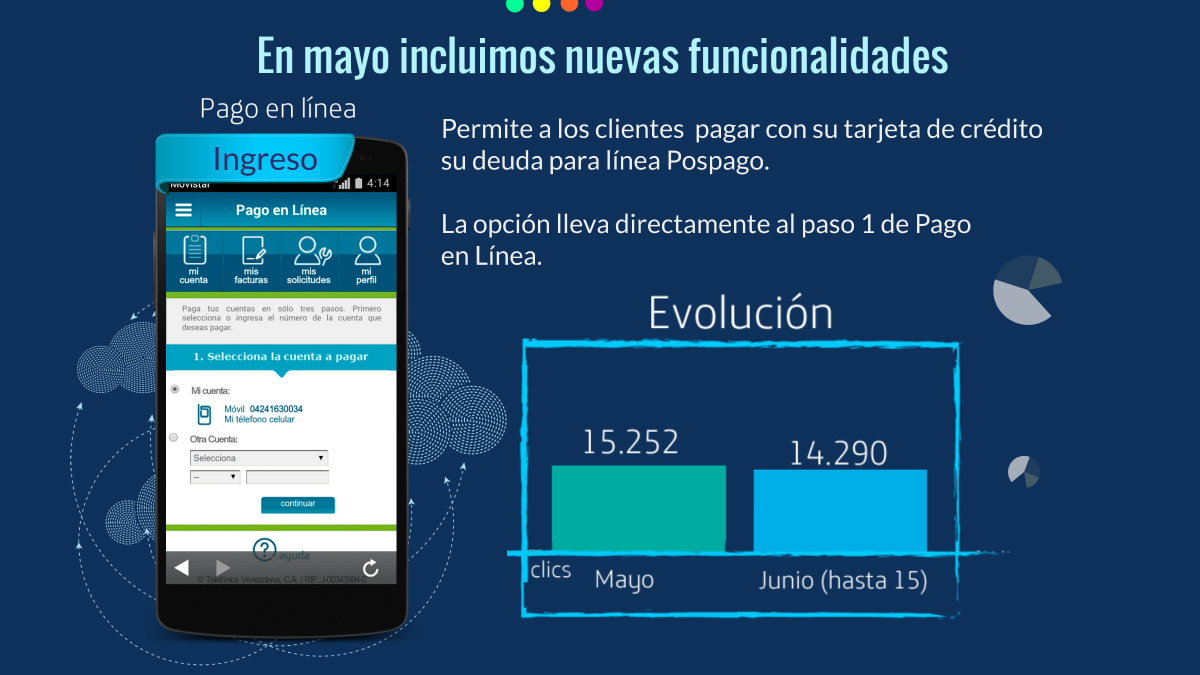 En mayo incluimos nuevas funcionalidades
Pago en línea
Ingreso
Movistar
4:14
Pago en Línea
mi cuenta
mis facturas
mis solicitudes
mi perfil
Paga tus cuentas en sólo tres pasos. Primero
selecciona o ingresa el número de la cuenta que
deseas pagar.
1. Selecciona la cuenta a pagar
Mi cuenta:
Móvil 04241630034
Mi télefono celular
Otra Cuenta:
Selecciona
--
continuar
ayuda
© Telefónica Venezolana, C.A. | RIF: J-00343994-0
Permite a los clientes pagar con su tarjeta de crédito
su deuda para línea Pospago.
La opción lleva directamente al paso 1 de Pago
en Línea.
Evolución
15.252
14.290
clics
Mayo
Junio (hasta 15)